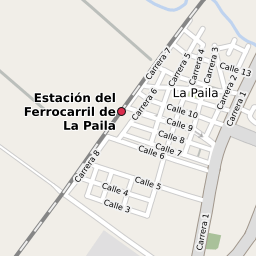 Carrera 7
Carrera 5
Carrera 4
Carrera 3
Calle 13
Carrera 2
Carrera 1
Carrera 6
La Paila
Estación del
Ferrocarril de
La Paila
Calle 10
Calle 9
Calle 8
Calle 7
Calle 6
Carrera 8
Calle 5
Calle 4
Calle 3
Carrera 1